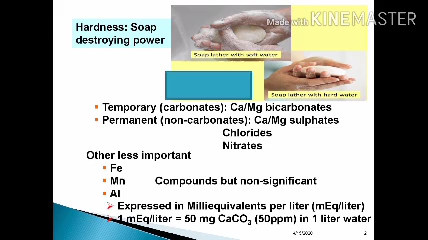 Made with KINEMASTER
Hardness: Soap
destroying power
Soap lather with soft water
Soap lather with hard water
Temporary (carbonates): Ca/Mg bicarbonates
Permanent (non-carbonates): Ca/Mg sulphates
Chlorides
Nitrates
Other less important
Fe
Mn Compounds but non-significant
Al
Expressed in Milliequivalents per liter (mEq/liter)
1 mEq/liter = 50 mg CaCO3 (50ppm) in 1 liter water
2